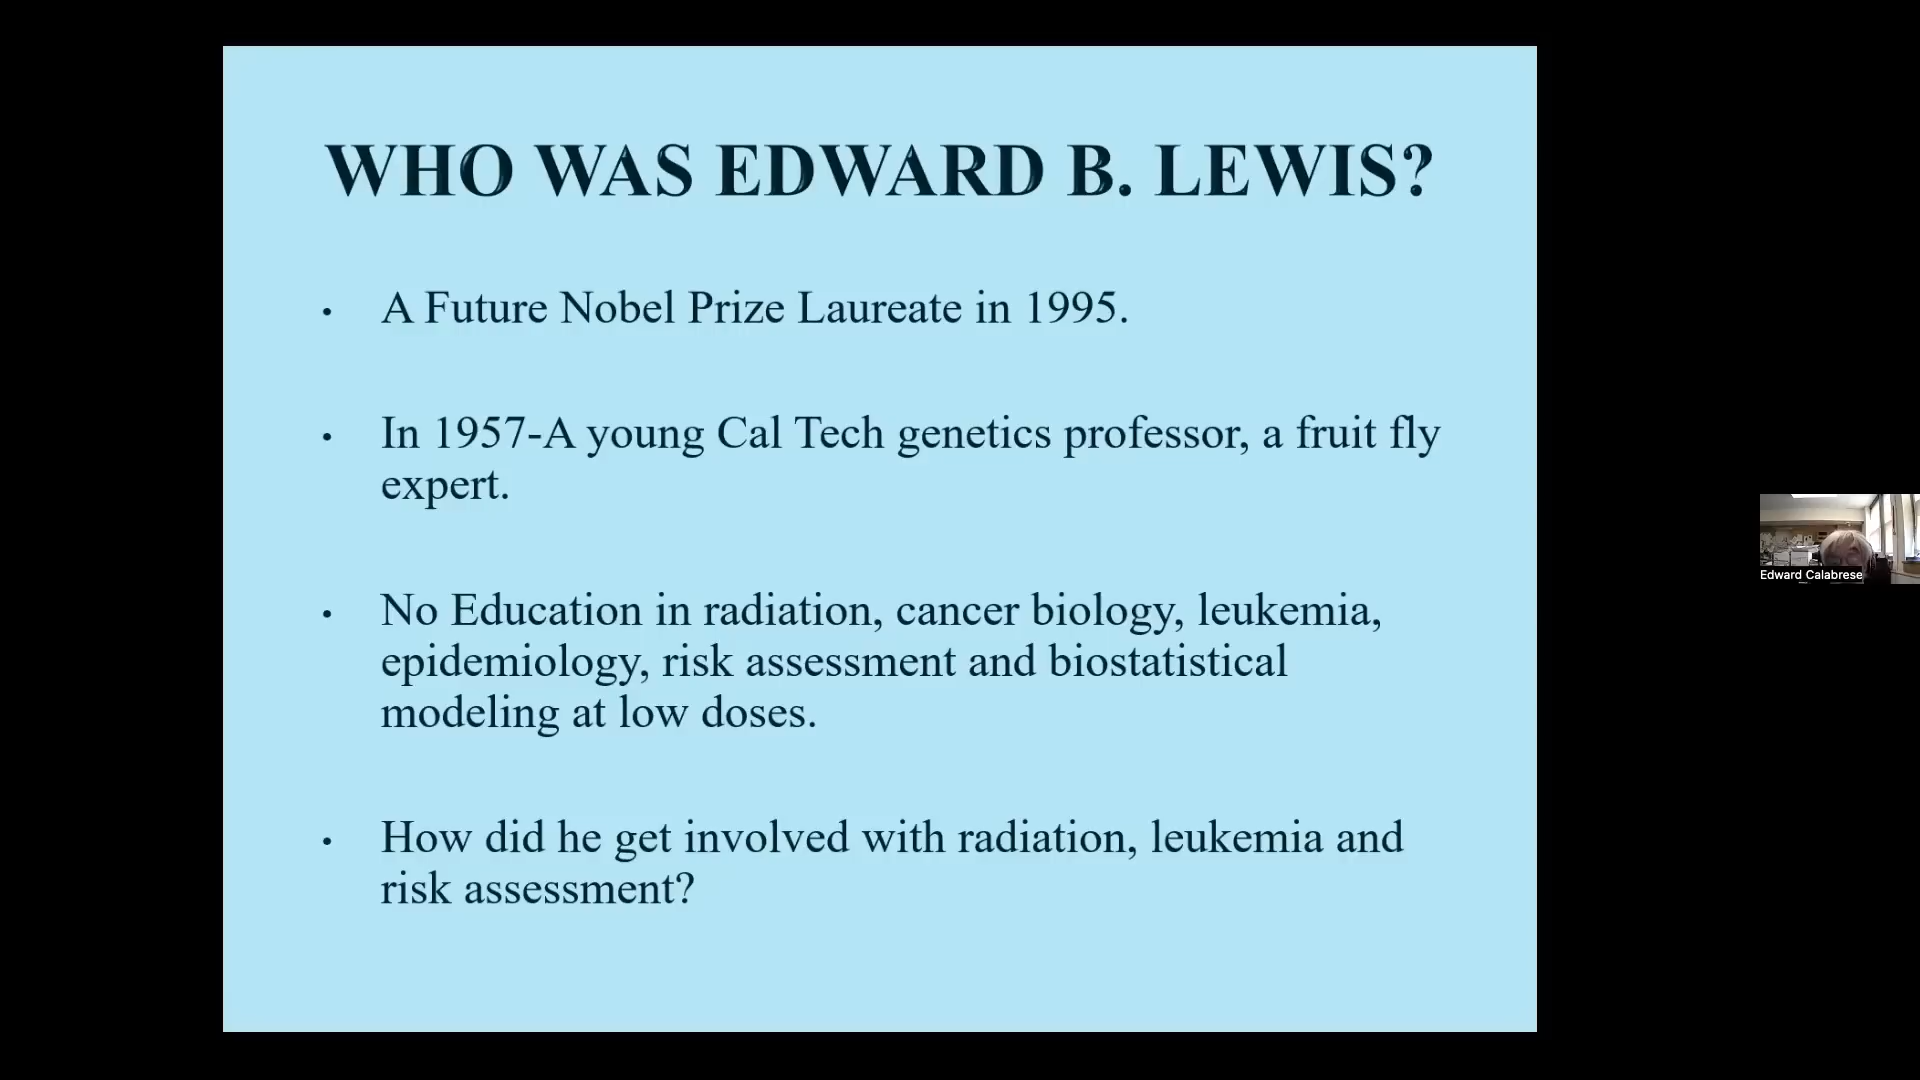 WHO WAS EDWARD B. LEWIS?
• A Future Nobel Prize Laureate in 1995.
• In 1957-A young Cal Tech genetics professor, a fruit fly
expert.
• No Education in radiation, cancer biology, leukemia,
epidemiology, risk assessment and biostatistical
modeling at low doses.
• How did he get involved with radiation, leukemia and
risk assessment?
Edward Calabrese